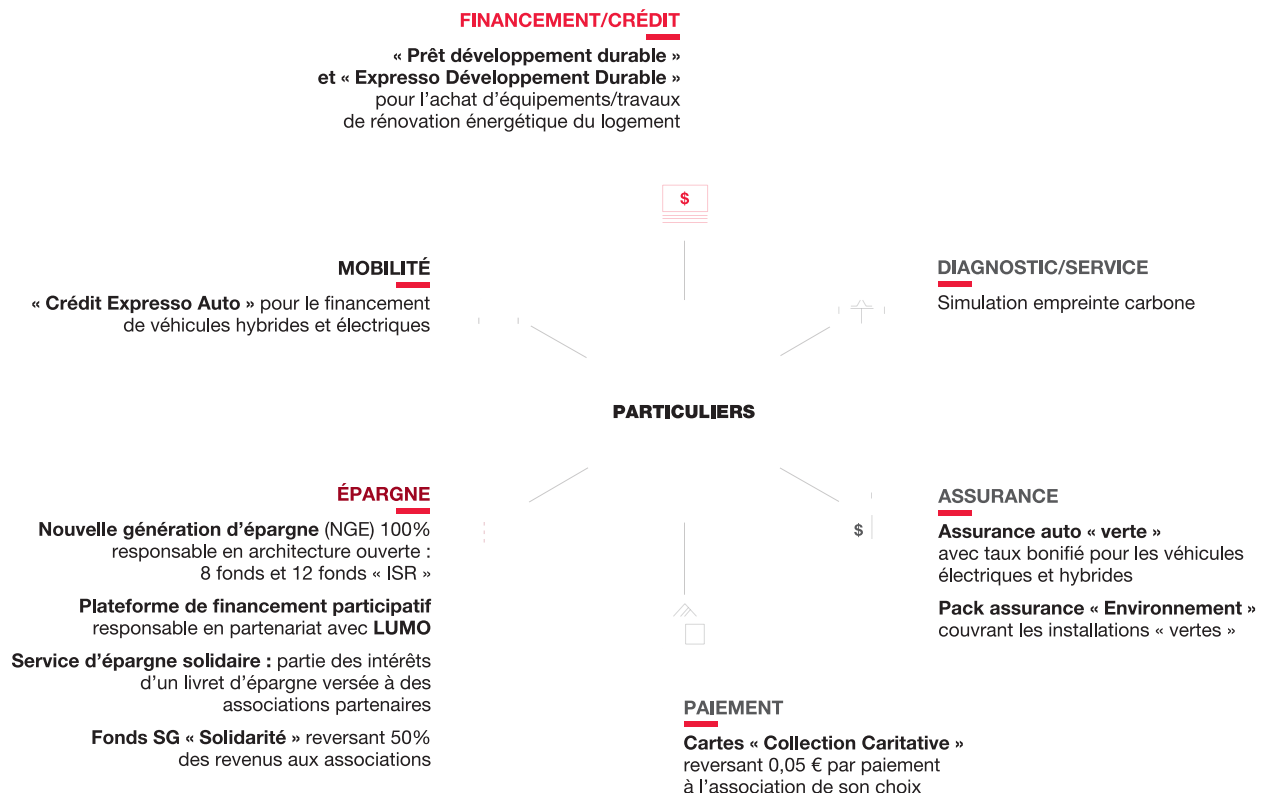 FINANCEMENT/CRÉDIT
« Prêt développement durable »
et « Expresso Développement Durable »
pour l'achat d'équipements/travaux
de rénovation énergétique du logement
$
MOBILITÉ
« Crédit Expresso Auto » pour le financement
de véhicules hybrides et électriques
DIAGNOSTIC/SERVICE
Simulation empreinte carbone
PARTICULIERS
ÉPARGNE
Nouvelle génération d'épargne (NGE) 100%
responsable en architecture ouverte :
8 fonds et 12 fonds « ISR »
Plateforme de financement participatif
responsable en partenariat avec LUMO
Service d'épargne solidaire : partie des intérêts
d'un livret d'épargne versée à des
associations partenaires
Fonds SG « Solidarité » reversant 50%
des revenus aux associations
$
ASSURANCE
Assurance auto « verte »
avec taux bonifié pour les véhicules
électriques et hybrides
Pack assurance « Environnement »
couvrant les installations « vertes »
PAIEMENT
Cartes « Collection Caritative »
reversant 0,05 € par paiement
à l'association de son choix